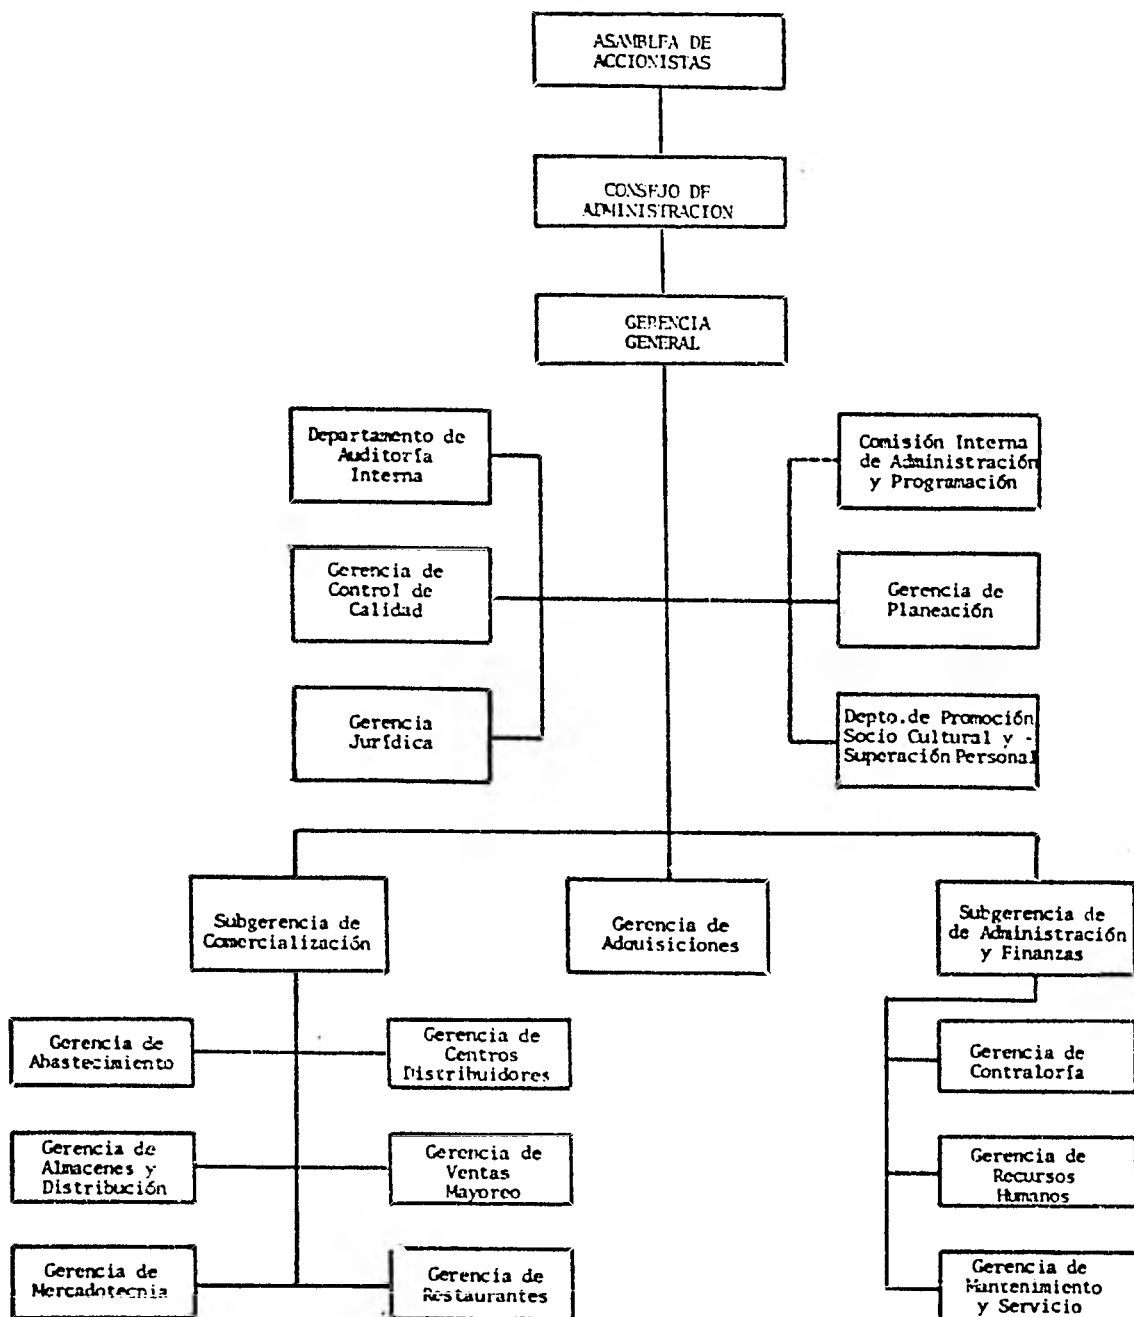 ASAMBLEA DE
ACCIONISTAS
CONSEJO DE
ADMINISTRACION
GERENCIA
GENERAL
Departamento de
Auditoría
Interna
Comisión Interna
de Administración
y Programación
Gerencia de
Control de
Calidad
Gerencia de
Planeación
Gerencia
Jurídica
Depto.de Promoción
Socio Cultural y -
Superación Personal
Subgerencia de
Comercialización
Gerencia de
Adquisiciones
Subgerencia de
de Administración
y Finanzas
Gerencia de
Abastecimiento
Gerencia de
Centros
Distribuidores
Gerencia de
Contraloría
Gerencia de
Almacenes y
Distribución
Gerencia de
Ventas
Mayoreo
Gerencia de
Recursos
Humanos
Gerencia de
Mercadotecnia
Gerencia de
Restaurantes
Gerencia de
Mantenimiento
y Servicio